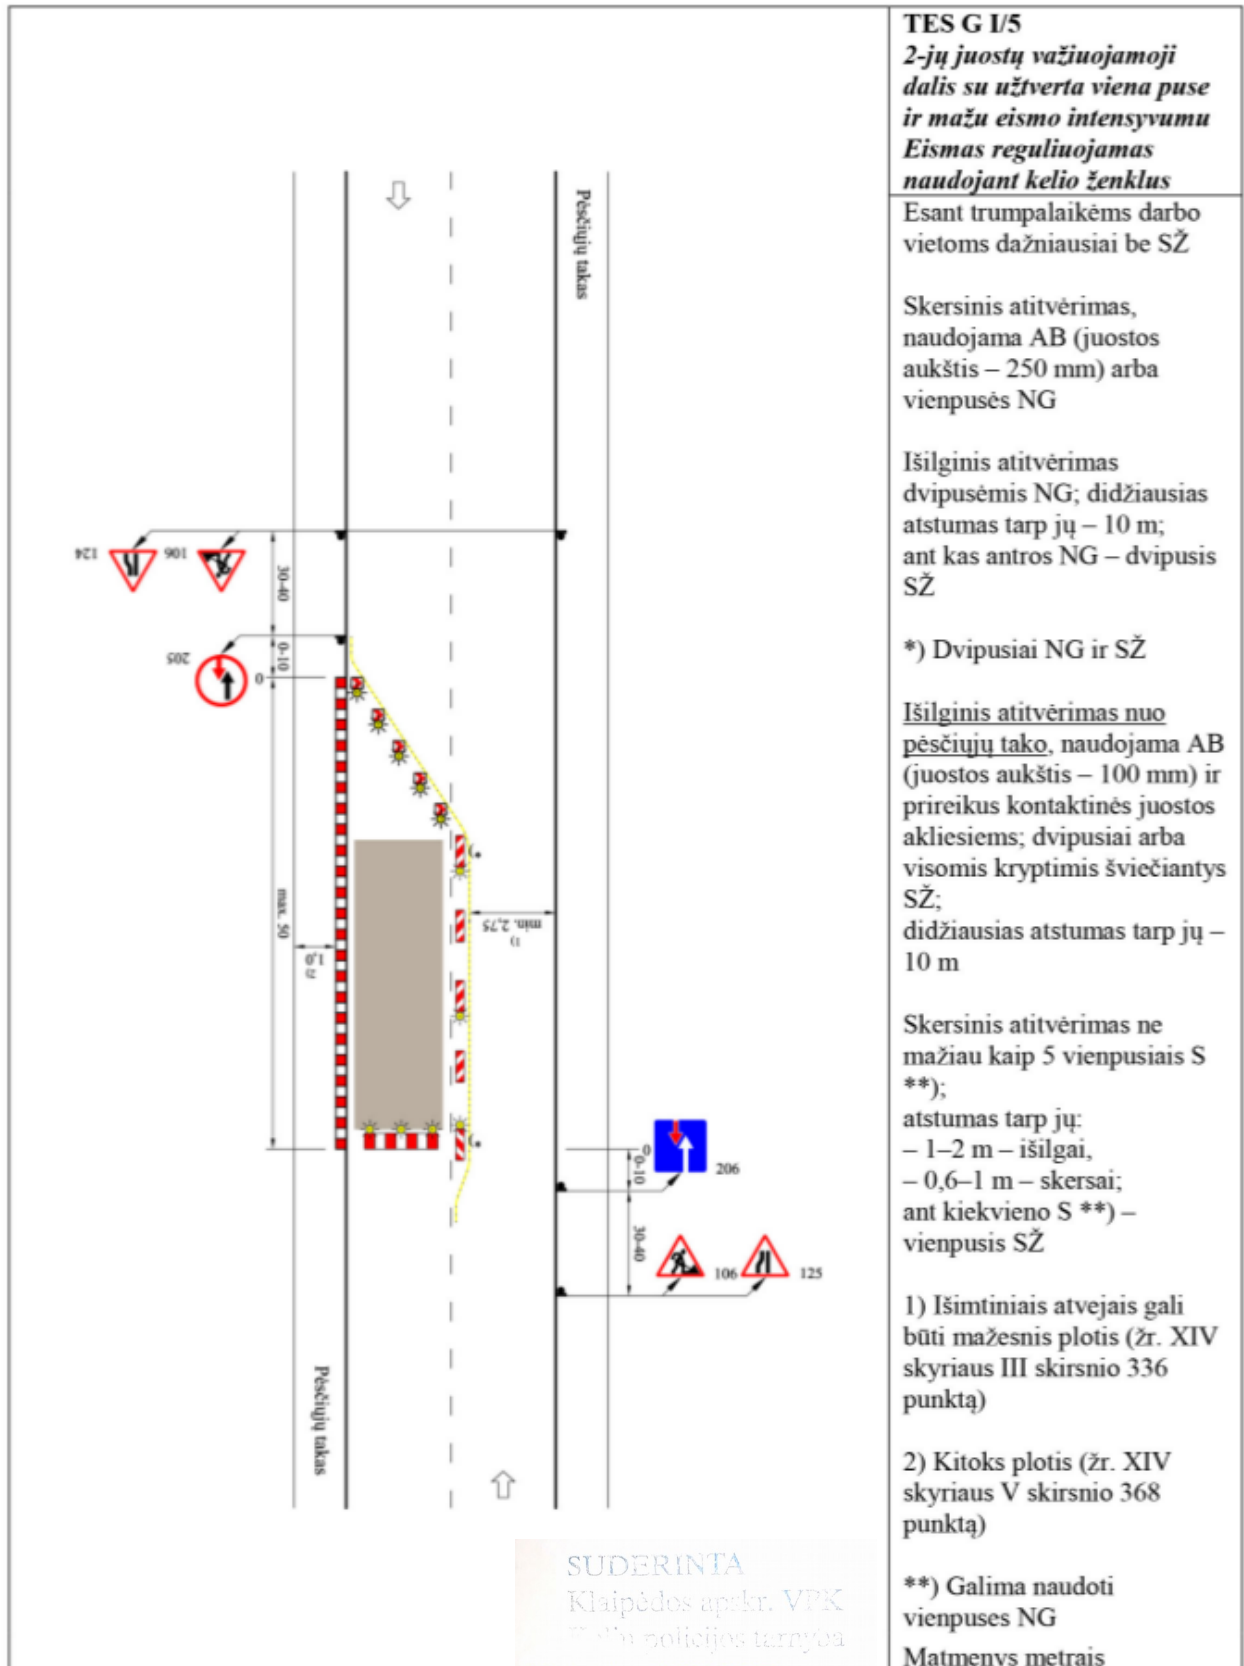 TES G I/5
2-jų juostų važiuojamoji
dalis su užtverta viena puse
ir mažu eismo intensyvumu
Eismas reguliuojamas
naudojant kelio ženklus
Esant trumpalaikėms darbo
vietoms dažniausiai be SŽ
Skersinis atitvėrimas,
naudojama AB (juostos
aukštis – 250 mm) arba
vienpusės NG
Išilginis atitvėrimas
dvipusėmis NG; didžiausias
atstumas tarp jų – 10 m;
ant kas antros NG – dvipusis
SŽ
*) Dvipusiai NG ir SŽ
Išilginis atitvėrimas nuo
pėsčiųjų tako, naudojama AB
(juostos aukštis – 100 mm) ir
prireikus kontaktinės juostos
akliesiems; dvipusiai arba
visomis kryptimis šviečiantys
SŽ;
didžiausias atstumas tarp jų –
10 m
Skersinis atitvėrimas ne
mažiau kaip 5 vienpusiais S
**);
atstumas tarp jų:
– 1–2 m – išilgai,
– 0,6–1 m – skersai;
ant kiekvieno S **) –
vienpusis SŽ
1) Išimtiniais atvejais gali
būti mažesnis plotis (žr. XIV
skyriaus III skirsnio 336
punktą)
2) Kitoks plotis (žr. XIV
skyriaus V skirsnio 368
punktą)
**) Galima naudoti
vienpuses NG
Matmenys metrais
Pėsčiųjų takas
124
106
30-40
0-10
205
0
*)
max. 50
min. 2,75
1)
1,0
2)
*)
0
0-10
206
30-40
106
125
Pėsčiųjų takas
SUDERINTA
Klaipėdos apskr. VPK
Kelių policijos tarnyba